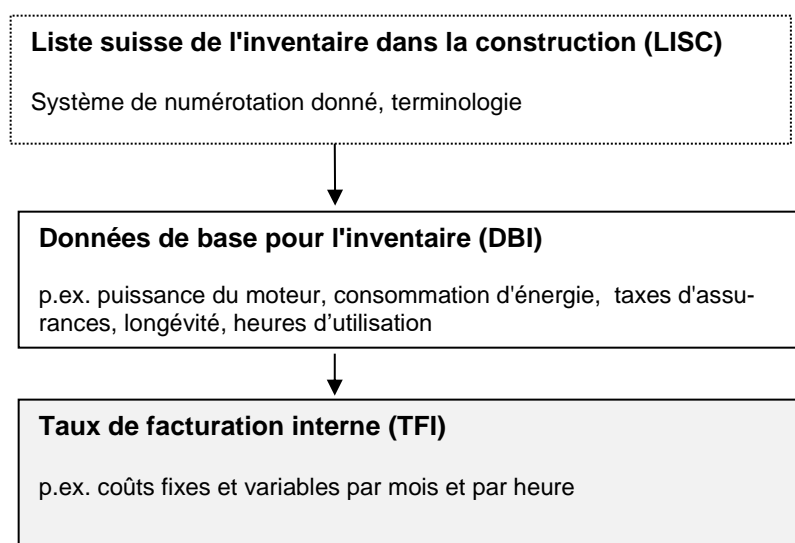 Liste suisse de l'inventaire dans la construction (LISC)
Système de numérotation donné, terminologie
Données de base pour l'inventaire (DBI)
p.ex. puissance du moteur, consommation d'énergie, taxes d'assu-
rances, longévité, heures d’utilisation
Taux de facturation interne (TFI)
p.ex. coûts fixes et variables par mois et par heure